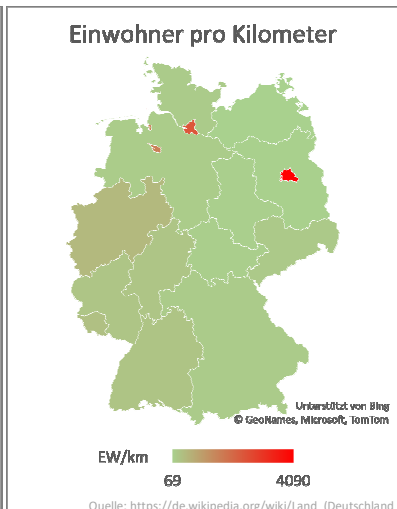 Einwohner pro Kilometer
Unterstützt von Bing
© GeoNames, Microsoft, TomTom
EW/km
69 4090
Quelle: https://de.wikipedia.org/wiki/Land_(Deutschland